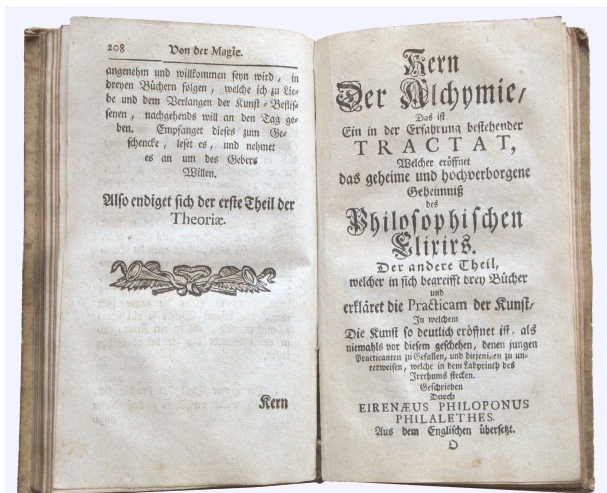 208 Von der Magie.
angenehm und willkommen seyn wird, in
dreyen Büchern folgen, welche ich zu Lie-
be und dem Verlangen der Kunst-Beflis-
senen, nachgehends will an den Tag ge-
ben. Empfanget dieses zum Ge-
schencke, leset es, und nehmet
es an um des Gebers
Willen.
Also endiget sich der erste Theil der
Theoriæ.
Kern
Kern
Der Alchymie/
Das ist
Ein in der Erfahrung bestehender
TRACTAT,
Welcher eröffnet
das geheime und hochverborgene
Geheimniß
des
Philosophischen
Elixirs.
Der andere Theil,
welcher in sich begreifft drey Bücher
und
erkläret die Practicam der Kunst/
In welchem
Die Kunst so deutlich eröffnet ist, als
niemahls vor diesem geschehen, denen jungen
Practicanten zu Gefallen, und diejenigen zu un-
terweisen, welche in dem Labyrinth des
Irrthums stecken.
Geschrieben
Durch
EIRENÆUS PHILOPONUS
PHILALETHES.
Aus dem Englischen übersetzt.
O